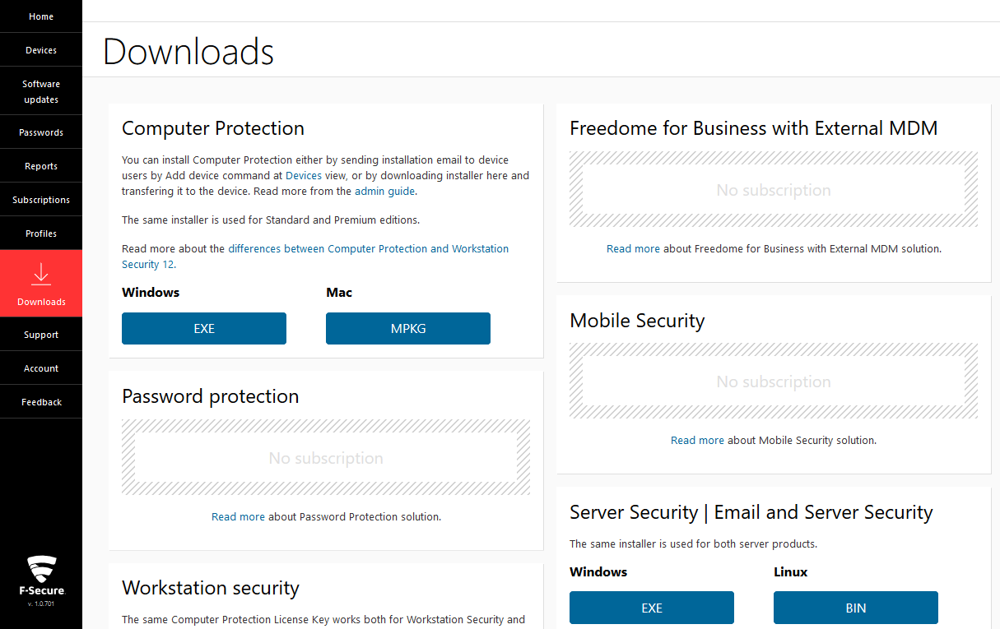 Home
Devices
Software
updates
Passwords
Reports
Subscriptions
Profiles
Downloads
Support
Account
Feedback
F-Secure.
v. 1.0.701
Downloads
Computer Protection
You can install Computer Protection either by sending installation email to device
users by Add device command at Devices view, or by downloading installer here and
transfering it to the device. Read more from the admin guide.
The same installer is used for Standard and Premium editions.
Read more about the differences between Computer Protection and Workstation
Security 12.
Windows
Mac
EXE
MPKG
Password protection
No subscription
Read more about Password Protection solution.
Workstation security
The same Computer Protection License Key works both for Workstation Security and
Freedome for Business with External MDM
No subscription
Read more about Freedome for Business with External MDM solution.
Mobile Security
No subscription
Read more about Mobile Security solution.
Server Security | Email and Server Security
The same installer is used for both server products.
Windows
Linux
EXE
BIN